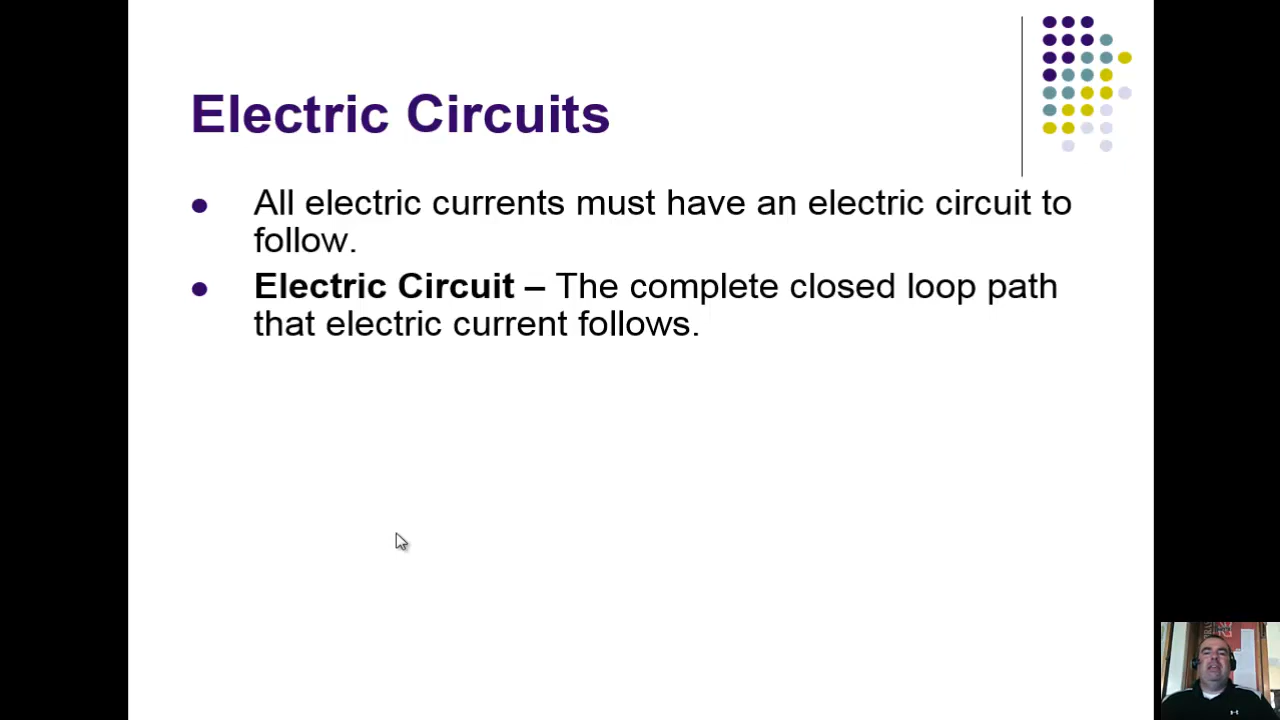 Electric Circuits
● All electric currents must have an electric circuit to
follow.
● Electric Circuit – The complete closed loop path
that electric current follows.